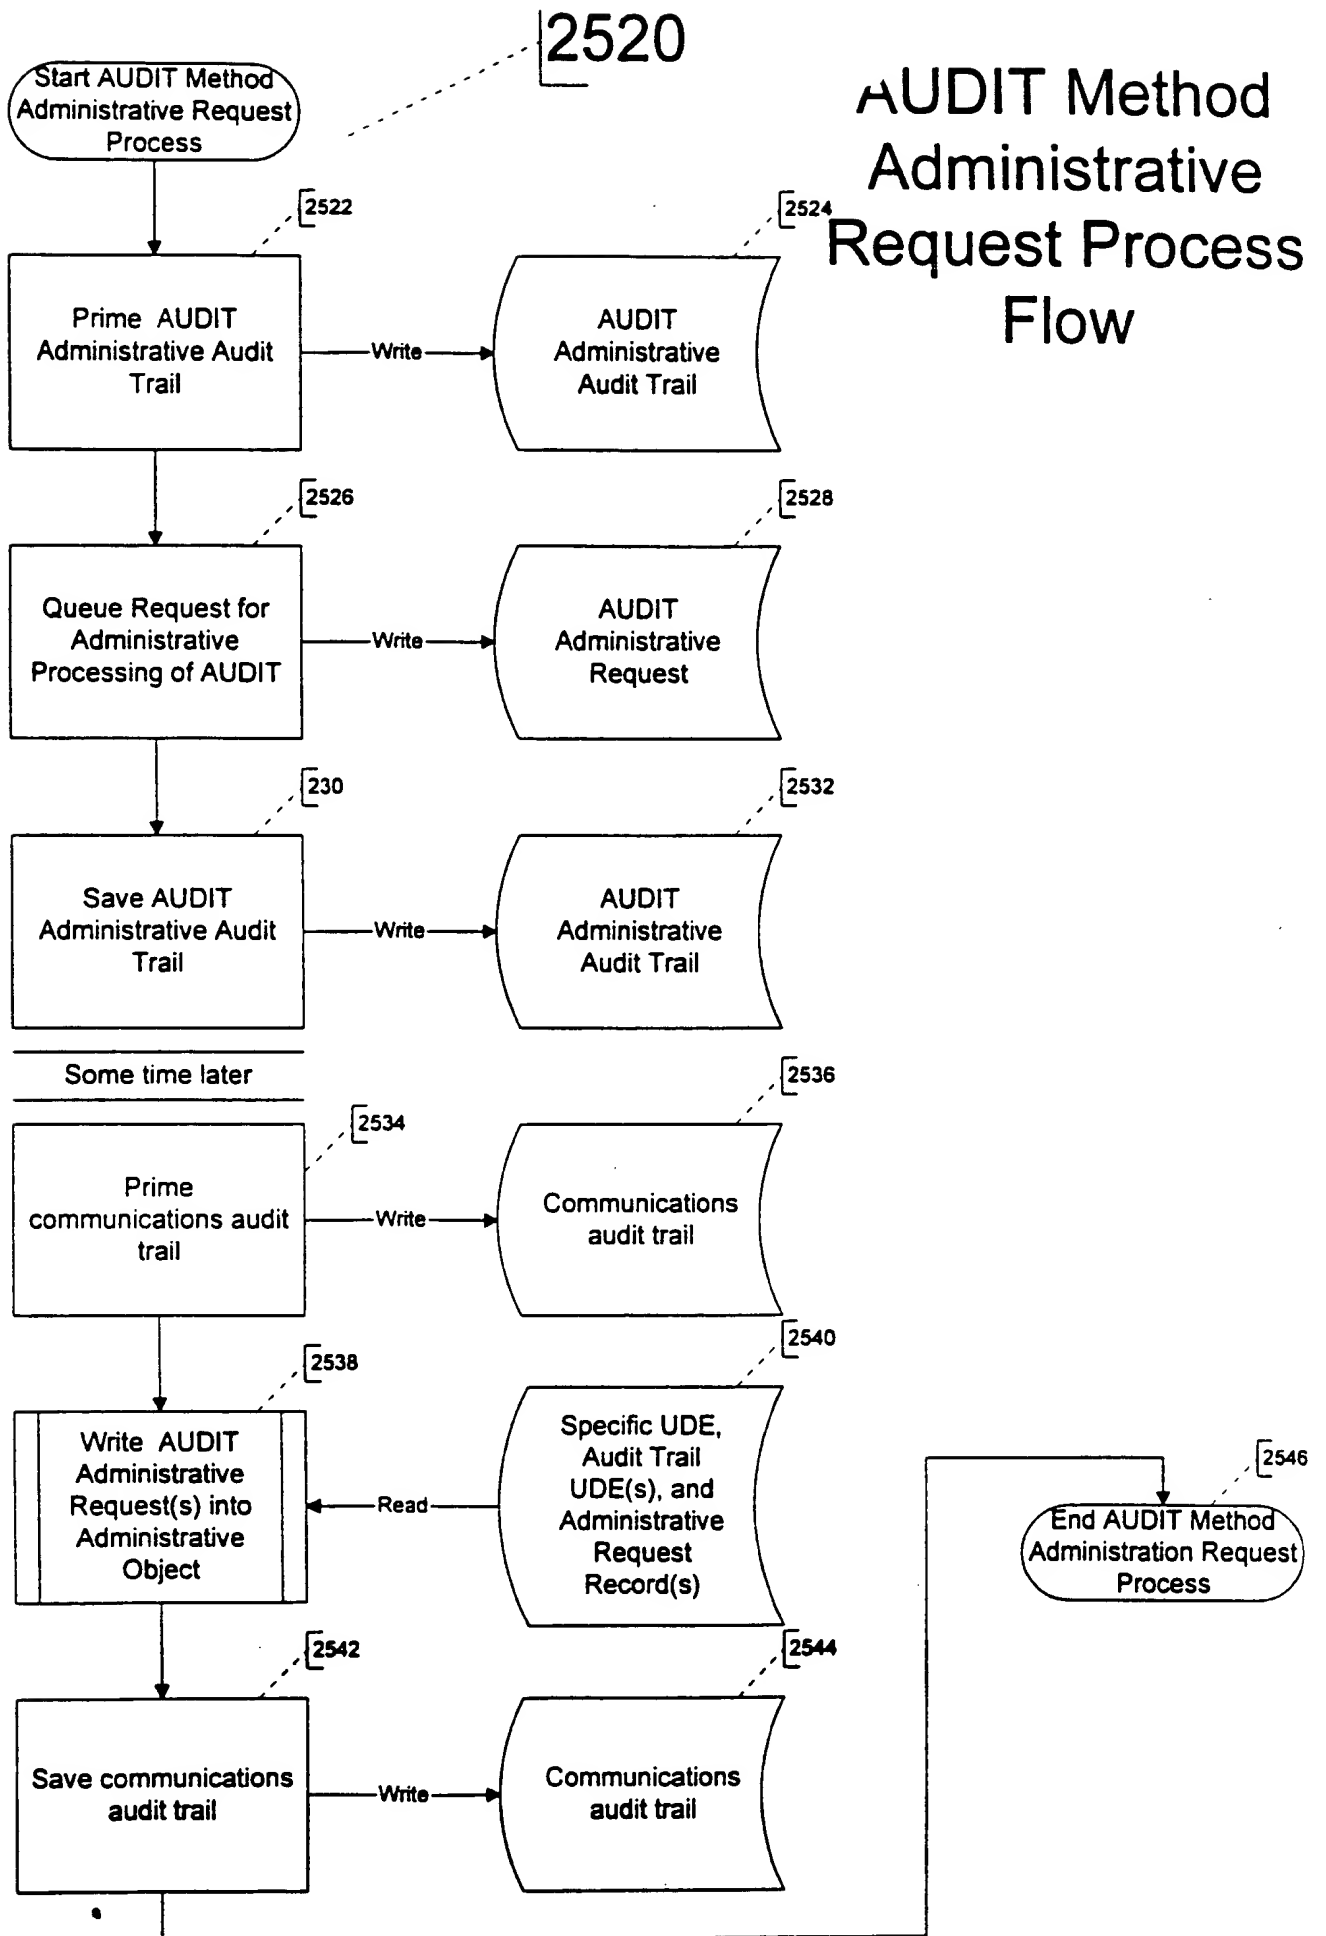 2520
AUDIT Method
Administrative
Request Process
Flow
Start AUDIT Method
Administrative Request
Process
2522
2524
Prime AUDIT
Administrative Audit
Trail
Write
AUDIT
Administrative
Audit Trail
2526
2528
Queue Request for
Administrative
Processing of AUDIT
Write
AUDIT
Administrative
Request
230
2532
Save AUDIT
Administrative Audit
Trail
Write
AUDIT
Administrative
Audit Trail
Some time later
2534
2536
Prime
communications audit
trail
Write
Communications
audit trail
2538
2540
Write AUDIT
Administrative
Request(s) into
Administrative
Object
Read
Specific UDE,
Audit Trail
UDE(s), and
Administrative
Request
Record(s)
2542
2544
Save communications
audit trail
Write
Communications
audit trail
2546
End AUDIT Method
Administration Request
Process